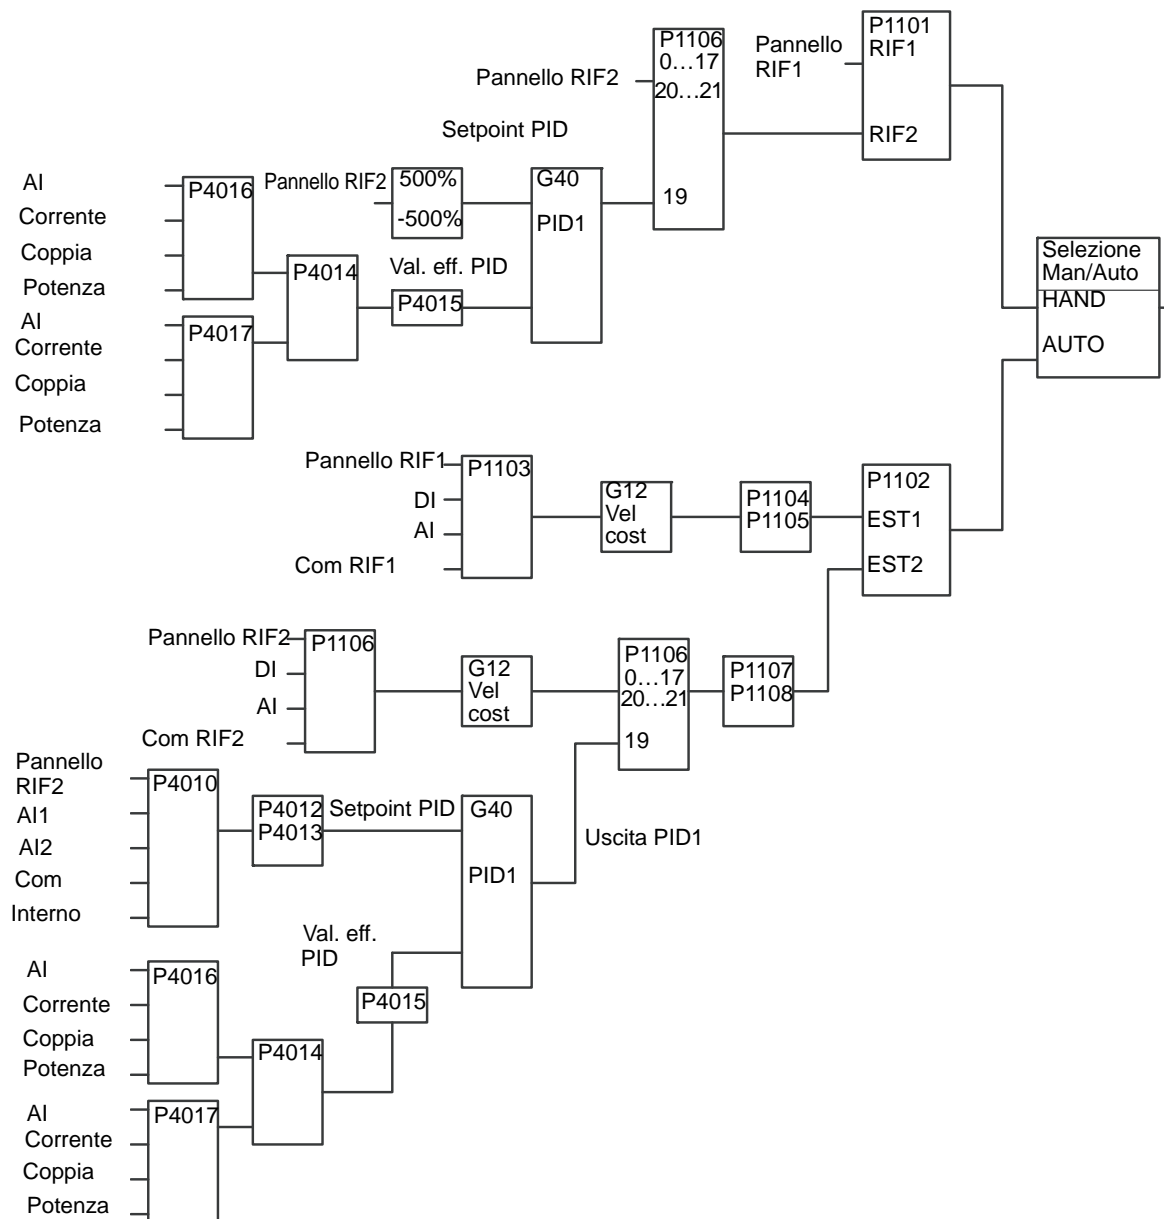 P1106
0…17
20…21
19
Pannello RIF2
Pannello
RIF1
P1101
RIF1
RIF2
Setpoint PID
Pannello RIF2
500%
-500%
G40
PID1
AI
Corrente
Coppia
Potenza
P4016
AI
Corrente
Coppia
Potenza
P4017
P4014
Val. eff. PID
P4015
Selezione
Man/Auto
HAND
AUTO
Pannello RIF1
DI
AI
Com RIF1
P1103
G12
Vel
cost
P1104
P1105
P1102
EST1
EST2
Pannello RIF2
DI
AI
Com RIF2
P1106
G12
Vel
cost
P1106
0…17
20…21
19
P1107
P1108
Pannello
RIF2
AI1
AI2
Com
Interno
P4010
P4012
P4013
Setpoint PID
G40
PID1
Uscita PID1
Val. eff.
PID
P4015
AI
Corrente
Coppia
Potenza
P4016
P4014
AI
Corrente
Coppia
Potenza
P4017